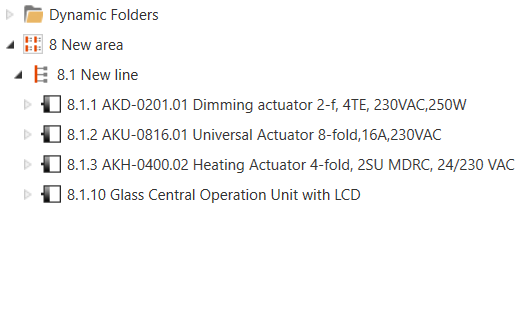 Dynamic Folders
8 New area
8.1 New line
8.1.1 AKD-0201.01 Dimming actuator 2-f, 4TE, 230VAC,250W
8.1.2 AKU-0816.01 Universal Actuator 8-fold,16A,230VAC
8.1.3 AKH-0400.02 Heating Actuator 4-fold, 2SU MDRC, 24/230 VAC
8.1.10 Glass Central Operation Unit with LCD